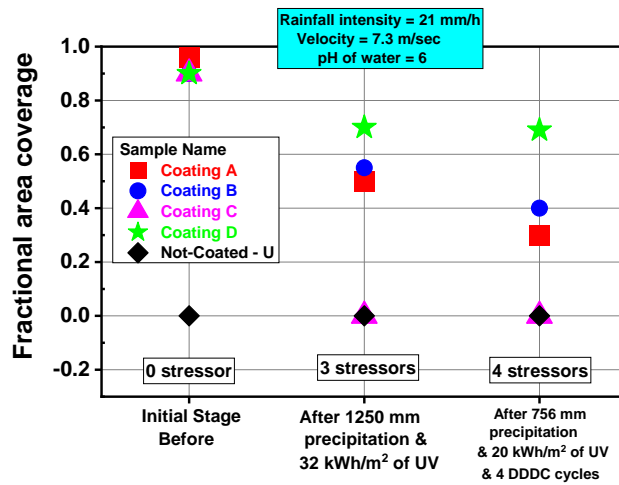 Rainfall intensity = 21 mm/h
Velocity = 7.3 m/sec
pH of water = 6
Fractional area coverage
1.0
0.8
0.6
0.4
0.2
0.0
-0.2
Sample Name
Coating A
Coating B
Coating C
Coating D
Not-Coated - U
0 stressor
3 stressors
4 stressors
Initial Stage
Before
After 1250 mm
precipitation &
32 kWh/m² of UV
After 756 mm
precipitation
& 20 kWh/m² of UV
& 4 DDDC cycles